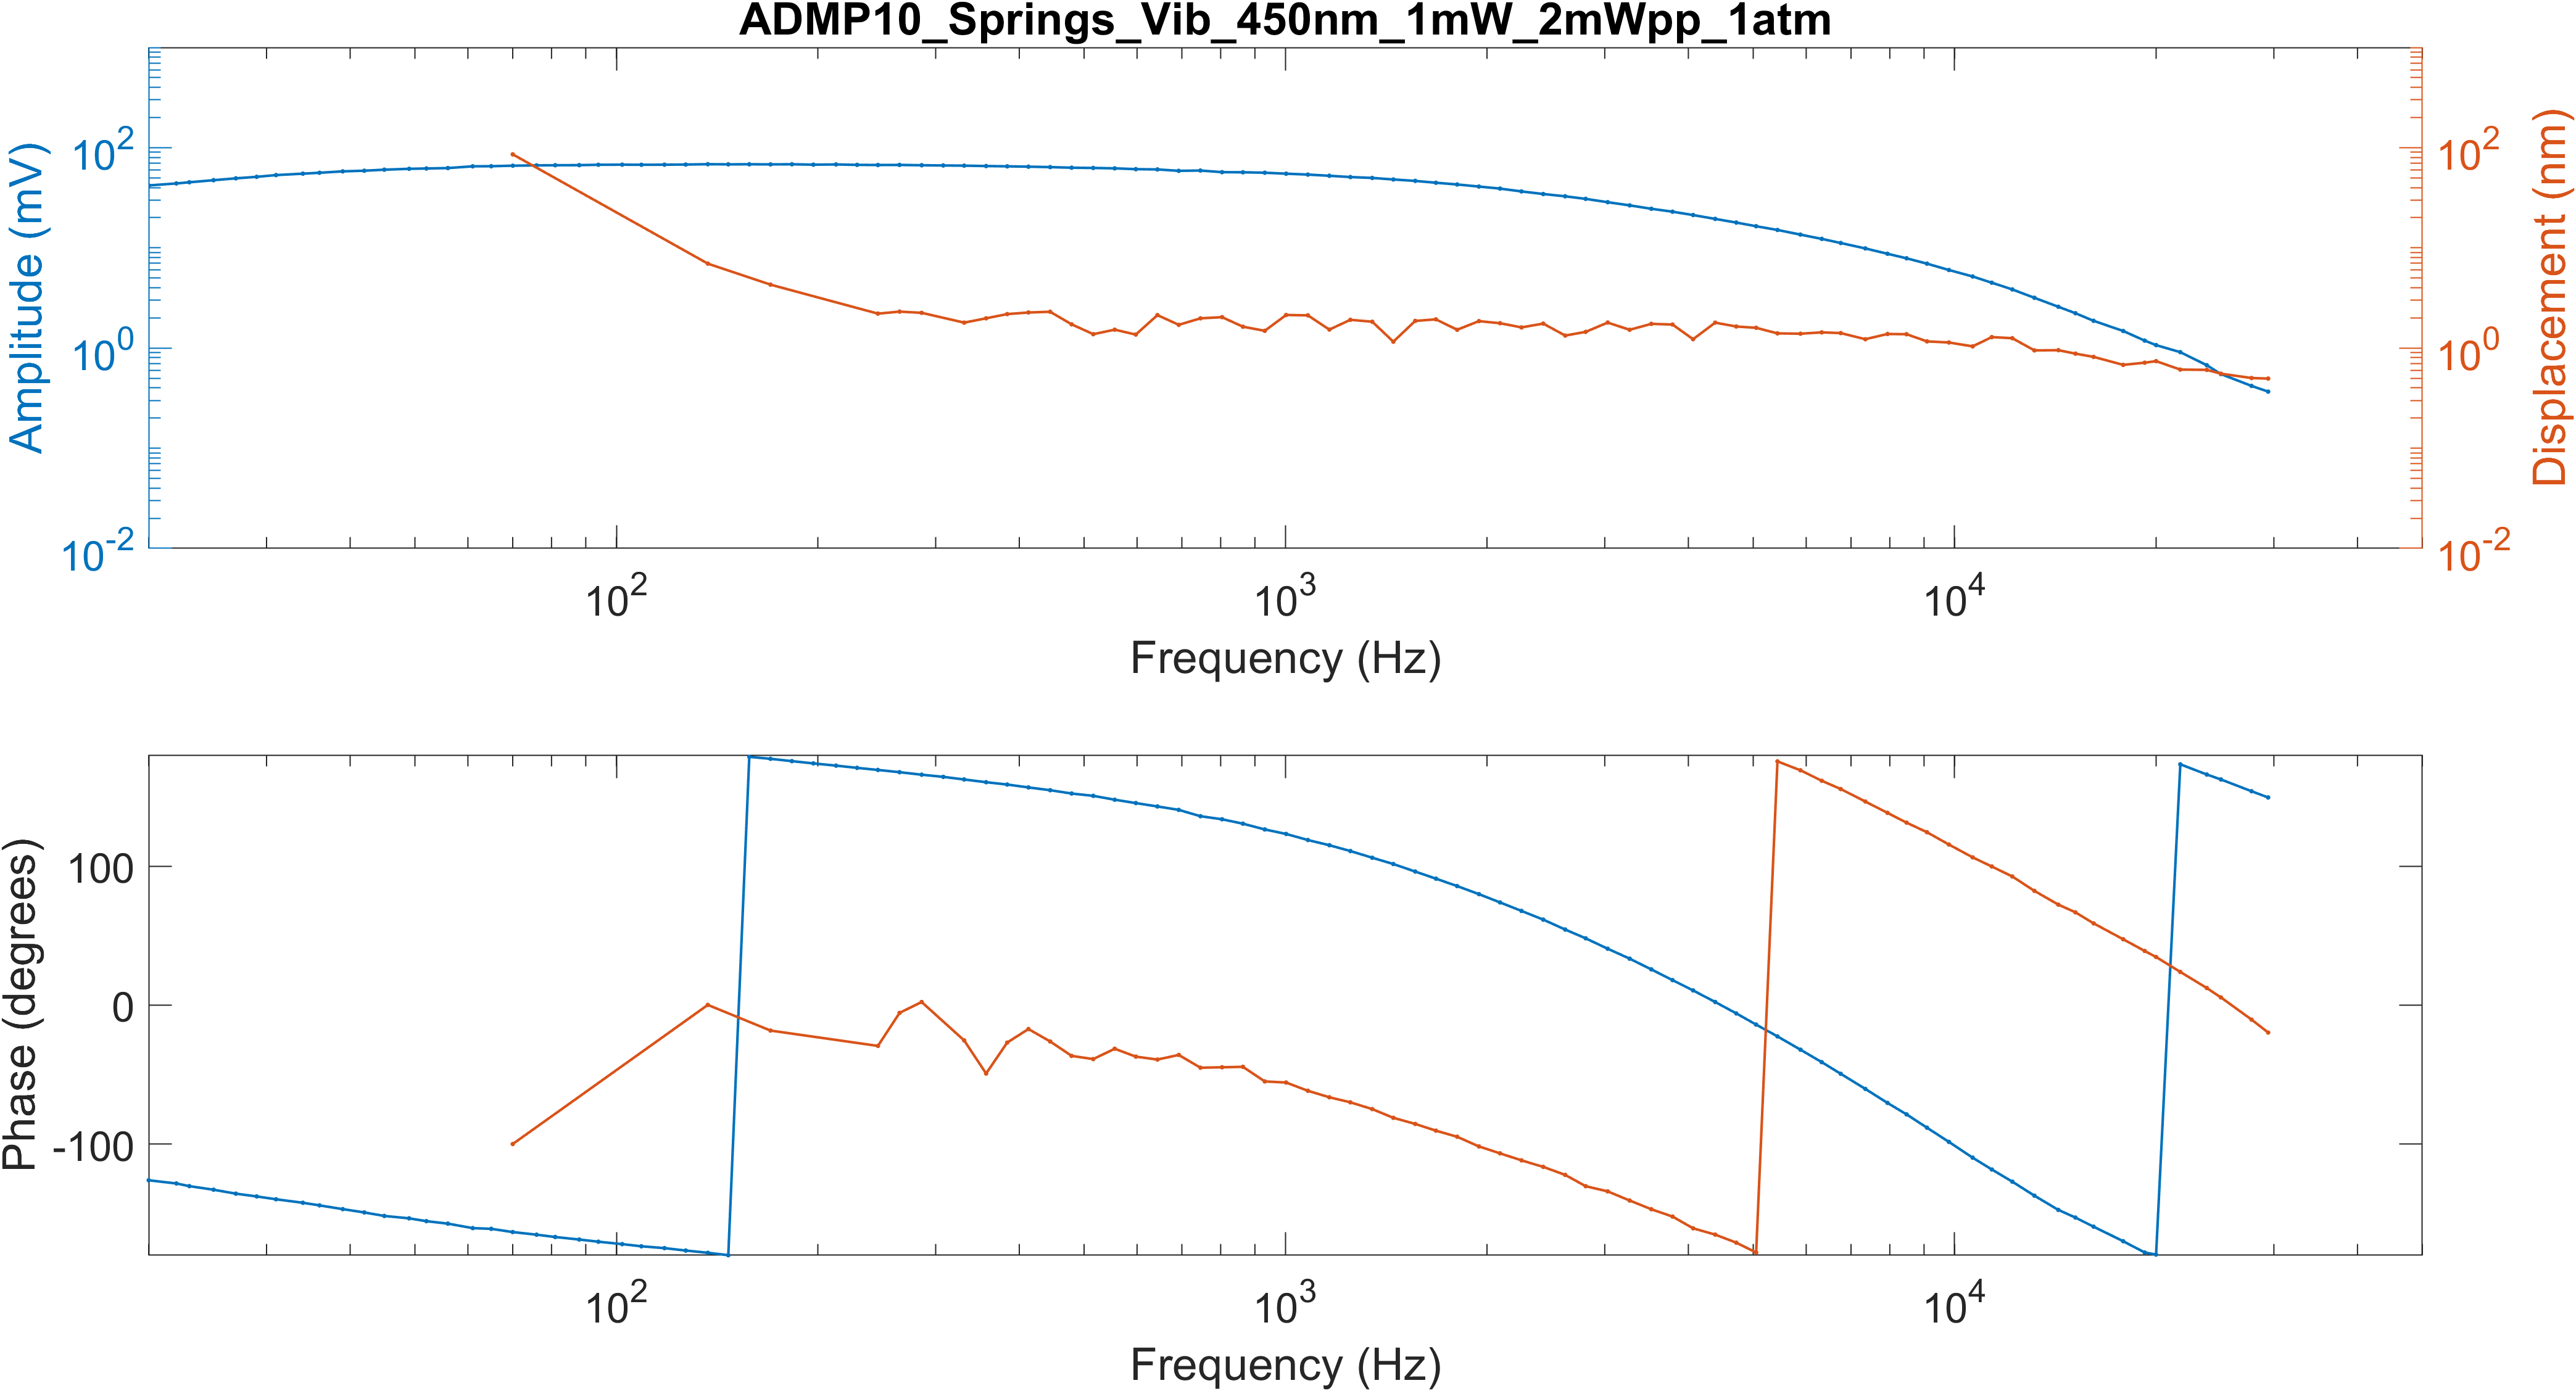 ADMP10_Springs_Vib_450nm_1mW_2mWpp_1atm
Amplitude (mV)
10^2
10^0
10^-2
Displacement (nm)
10^2
10^0
10^-2
10^2 10^3 10^4
Frequency (Hz)
Phase (degrees)
100
0
-100
10^2 10^3 10^4
Frequency (Hz)